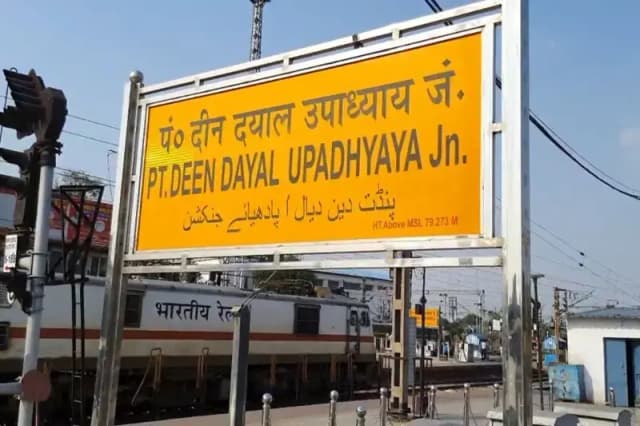 पं० दीन दयाल उपाध्याय जं.
PT.DEEN DAYAL UPADHYAYA Jn.
پنڈت دین دیال اپادھیائے جنکشن
HT.Above MSL 79.273 M
भारतीय रेल